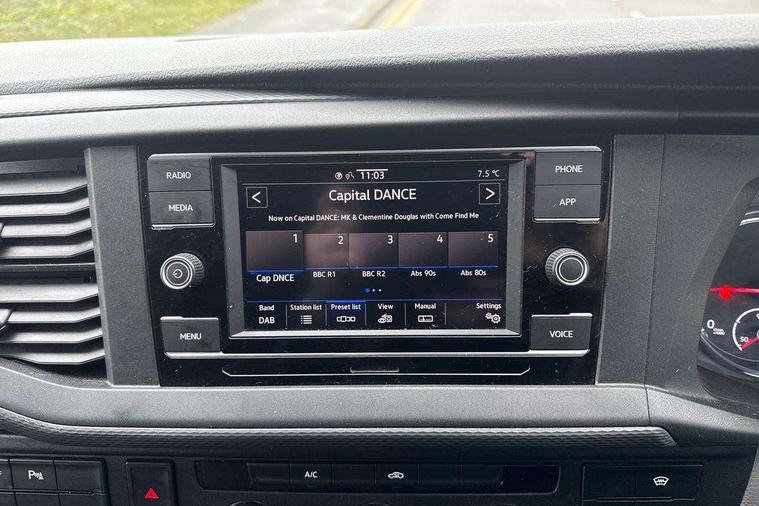 11:03
7.5 °C
RADIO
MEDIA
PHONE
APP
< Capital DANCE >
Now on Capital DANCE: MK & Clementine Douglas with Come Find Me
1 2 3 4 5
Cap DNCE BBC R1 BBC R2 Abs 90s Abs 80s
Band Station list Preset list View Manual Settings
DAB
MENU
VOICE
0
50
A/C
P